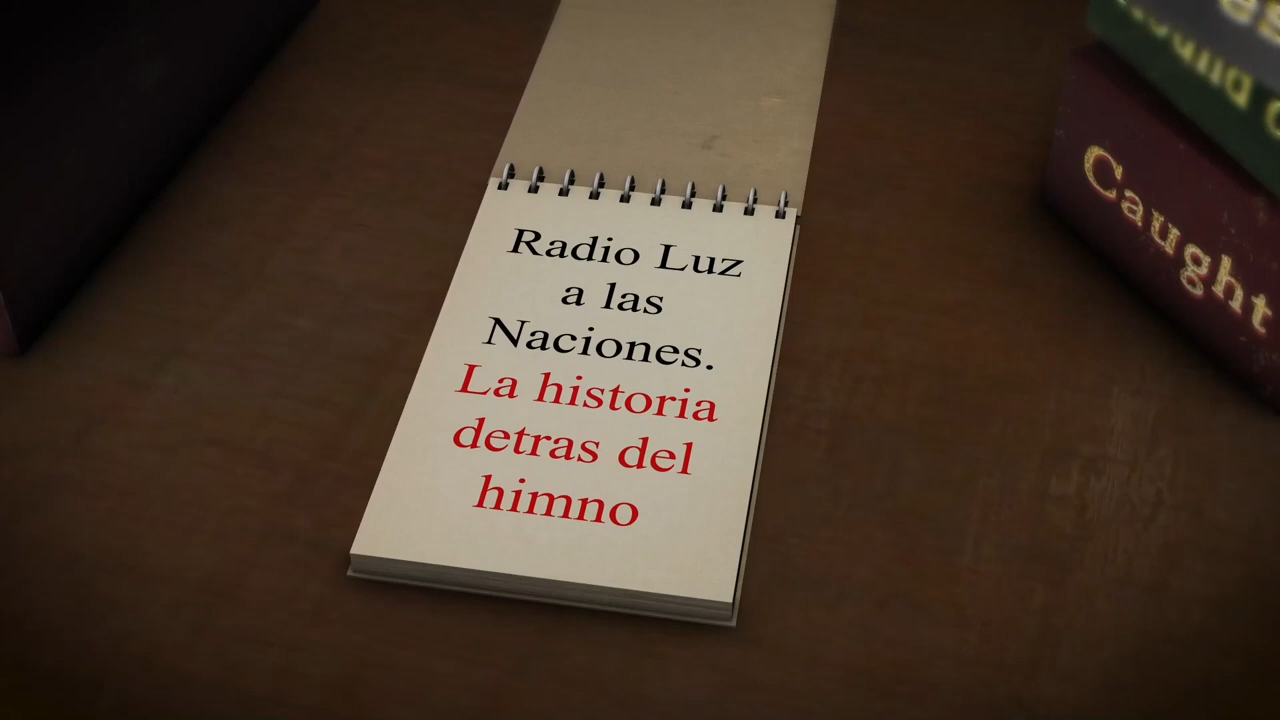 Radio Luz
a las
Naciones.
La historia
detras del
himno
Caught